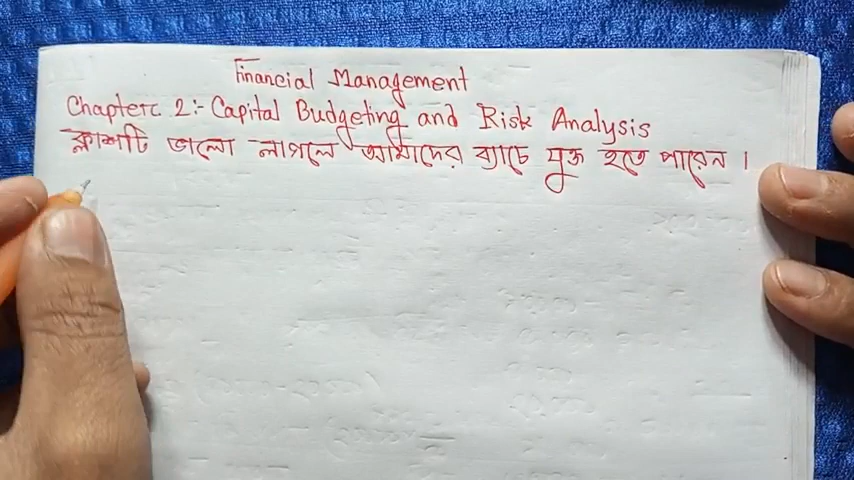 Financial Management
Chapter 2:- Capital Budgeting and Risk Analysis
ক্লাশটি ভালো লাগলে আমাদের ব্যাচে যুক্ত হতে পারেন ।